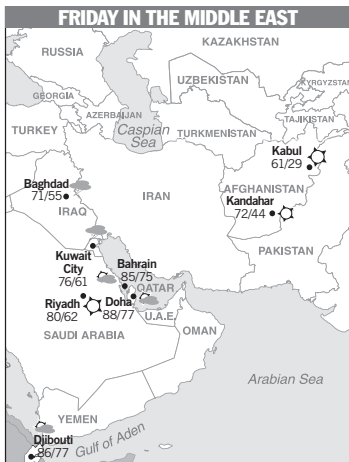 FRIDAY IN THE MIDDLE EAST
KAZAKHSTAN
RUSSIA
UZBEKISTAN
KYRGYZSTAN
GEORGIA
AZERBAIJAN
TAJIKISTAN
TURKEY
Caspian
Sea
TURKMENISTAN
Kabul
61/29
Baghdad
71/55
IRAQ
IRAN
AFGHANISTAN
Kandahar
72/44
PAKISTAN
Kuwait
City
76/61
Bahrain
85/75
QATAR
Riyadh
80/62
Doha
88/77
U.A.E.
SAUDI ARABIA
OMAN
Arabian Sea
YEMEN
Djibouti
86/77
Gulf of Aden